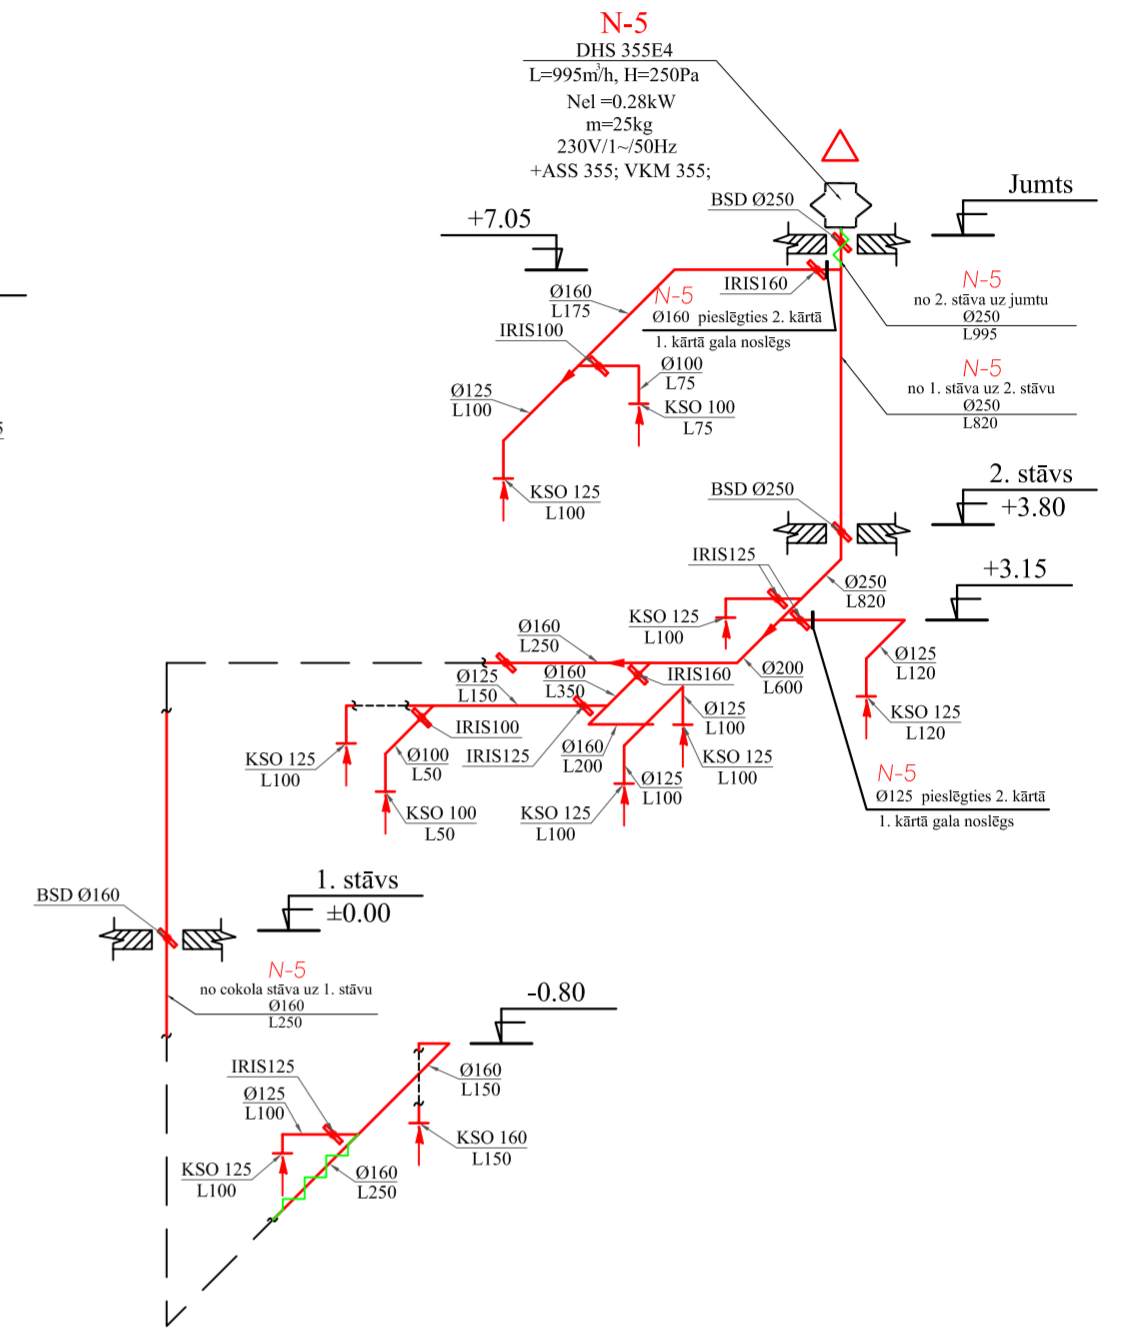 N-5
DHS 355E4
L=995m³/h, H=250Pa
Nel =0.28kW
m=25kg
230V/1~/50Hz
+ASS 355; VKM 355;
BSD Ø250
Jumts
+7.05
IRIS160
N-5
no 2. stāva uz jumtu
Ø250
L995
Ø160
L175
N-5
Ø160 pieslēgties 2. kārtā
1. kārtā gala noslēgs
IRIS100
Ø100
L75
N-5
no 1. stāva uz 2. stāvu
Ø250
L820
Ø125
L100
KSO 100
L75
KSO 125
L100
BSD Ø250
2. stāvs
+3.80
IRIS125
+3.15
Ø250
L820
KSO 125
L100
Ø160
L250
Ø125
L120
Ø125
L150
Ø160
L350
IRIS160
Ø200
L600
Ø125
L100
KSO 125
L120
IRIS100
IRIS125
Ø160
L200
KSO 125
L100
Ø100
L50
KSO 125
L100
Ø125
L100
N-5
Ø125 pieslēgties 2. kārtā
1. kārtā gala noslēgs
KSO 100
L50
KSO 125
L100
1. stāvs
±0.00
BSD Ø160
N-5
no cokola stāva uz 1. stāvu
Ø160
L250
-0.80
IRIS125
Ø160
L150
Ø125
L100
KSO 160
L150
KSO 125
L100
Ø160
L250